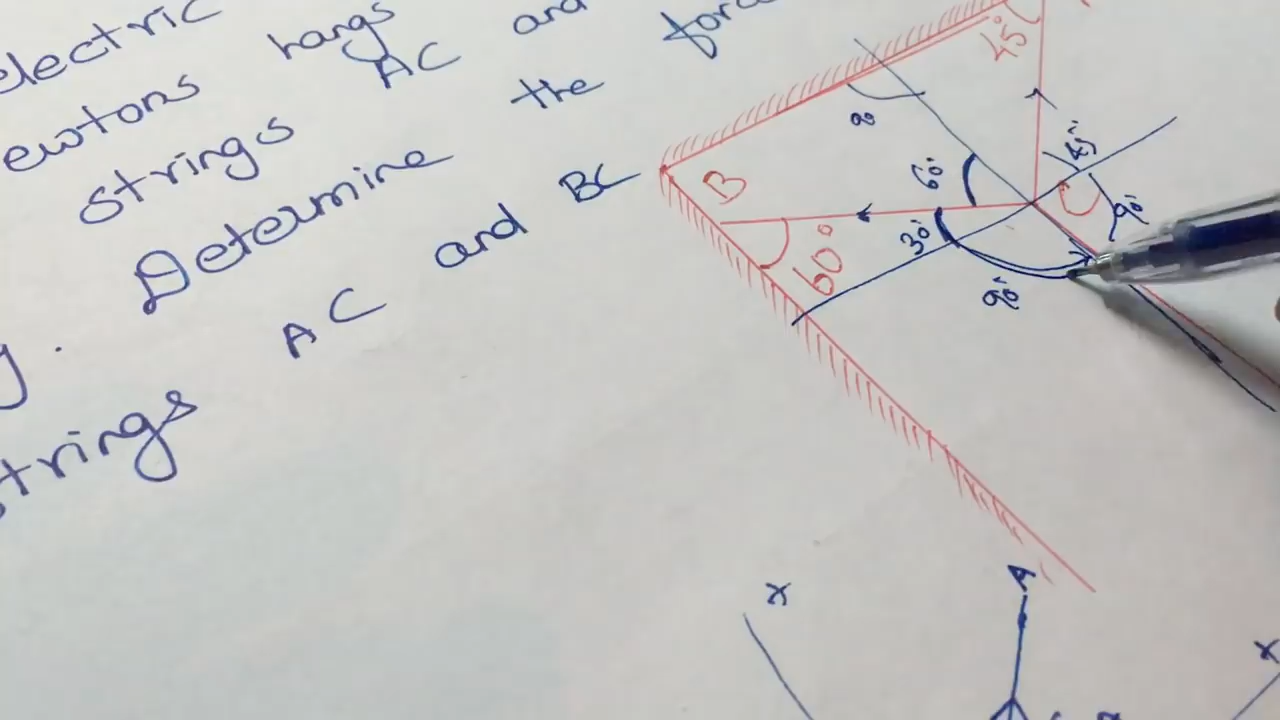 electric
ewtons hangs and
strings AC the for
Determine BC
AC and
g.
strings
45°
90
B
60°
60°
30°
45°
90°
90°
A
x
x